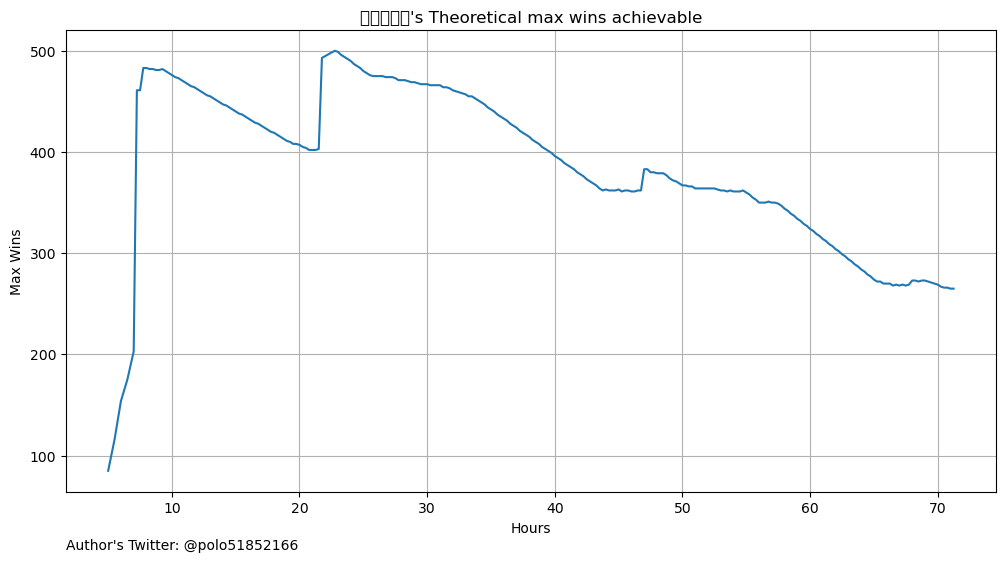 's Theoretical max wins achievable
500
400
300
200
100
Max Wins
10 20 30 40 50 60 70
Hours
Author's Twitter: @polo51852166